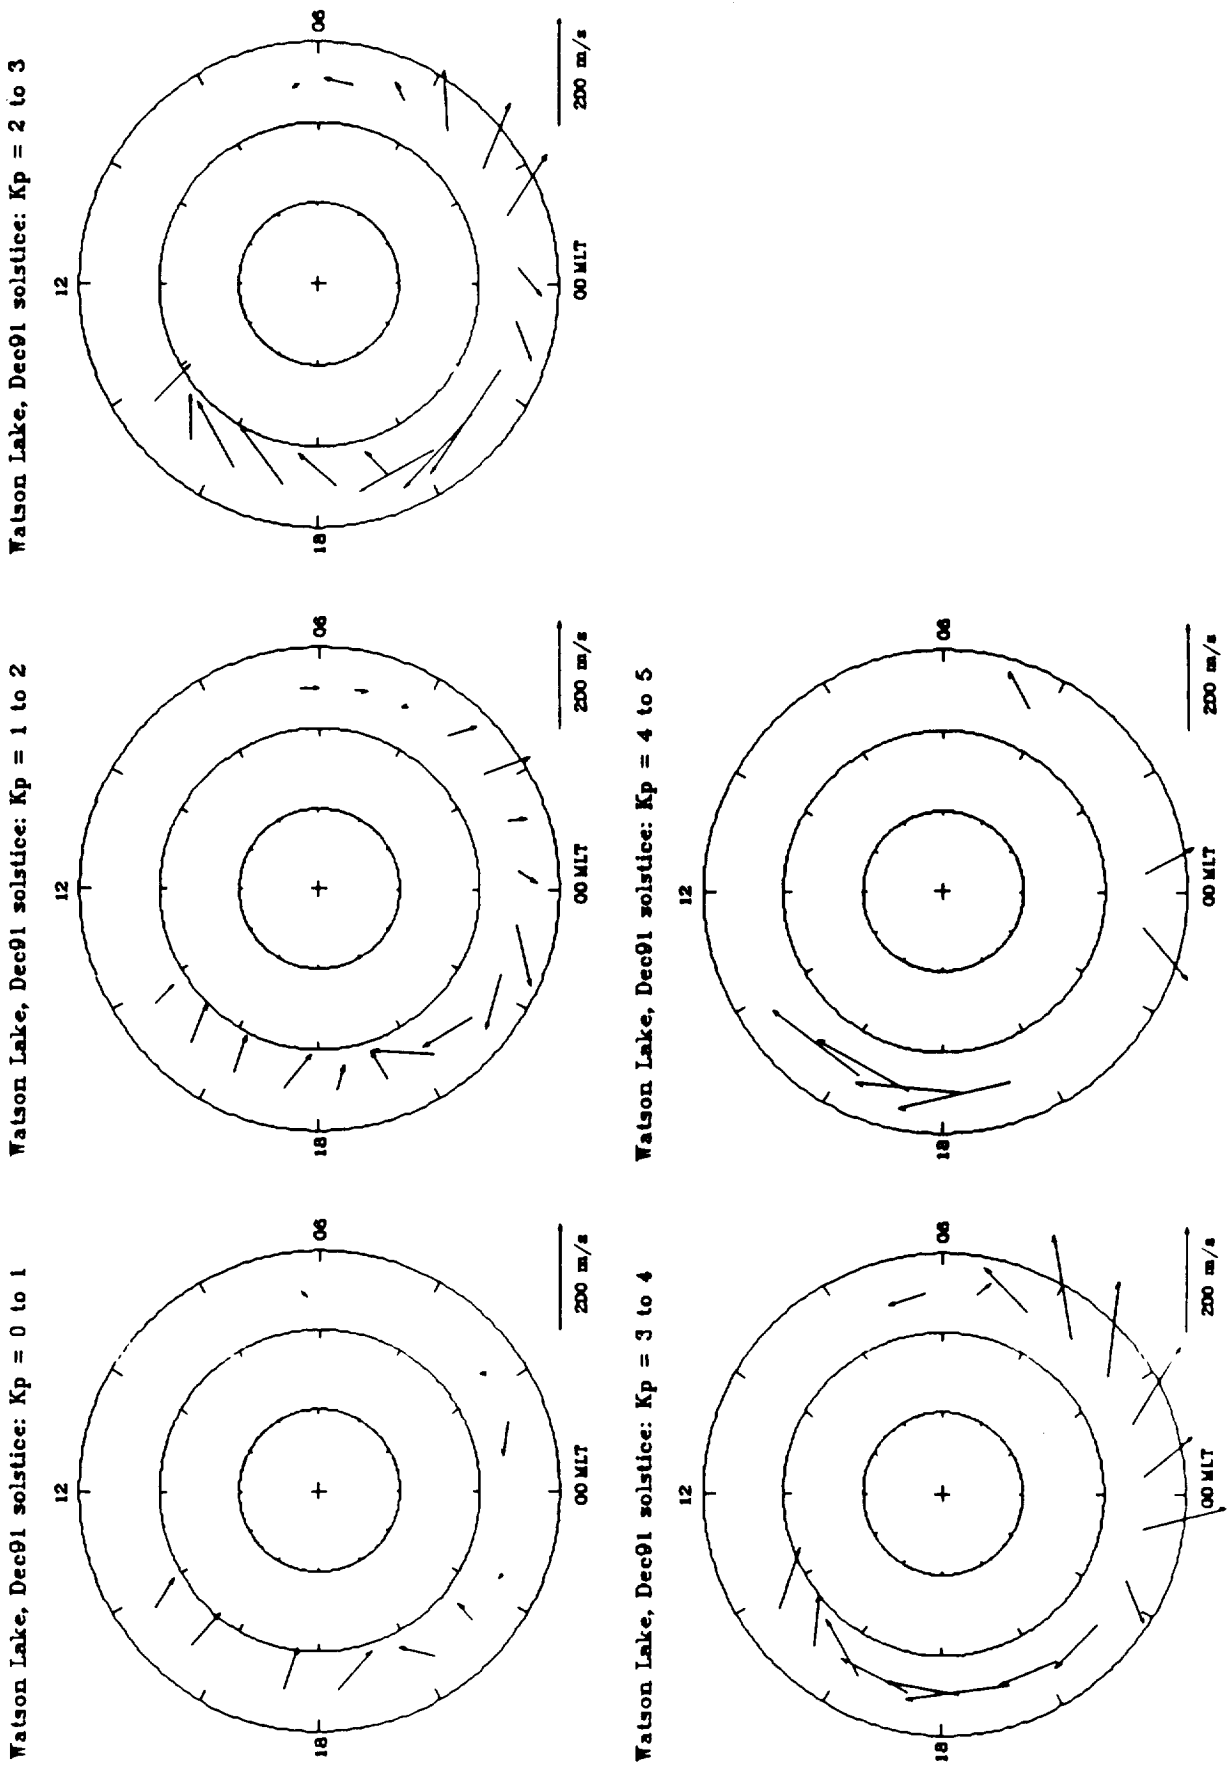 Watson Lake, Dec91 solstice: Kp = 0 to 1
12
18
06
00 MLT
200 m/s
Watson Lake, Dec91 solstice: Kp = 1 to 2
12
18
06
00 MLT
200 m/s
Watson Lake, Dec91 solstice: Kp = 2 to 3
12
18
06
00 MLT
200 m/s
Watson Lake, Dec91 solstice: Kp = 3 to 4
12
18
06
00 MLT
200 m/s
Watson Lake, Dec91 solstice: Kp = 4 to 5
12
18
06
00 MLT
200 m/s